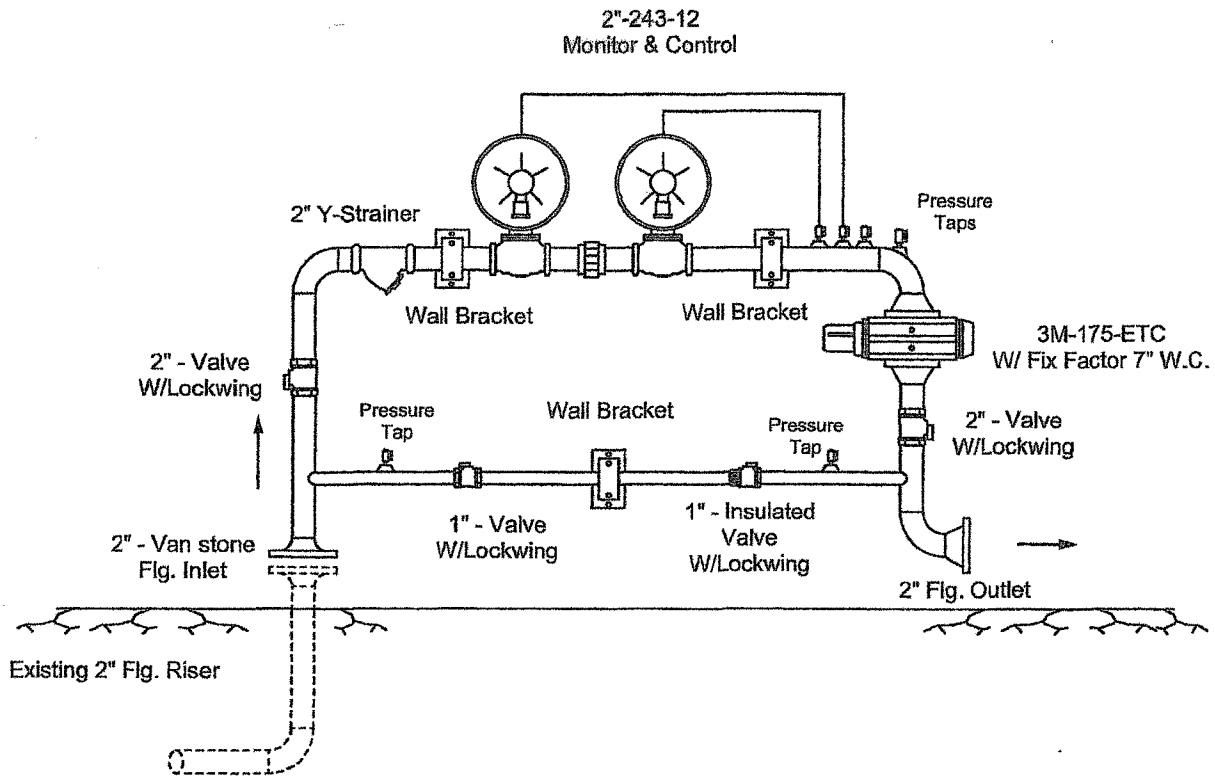 2"-243-12
Monitor & Control
2" Y-Strainer
Pressure
Taps
Wall Bracket
Wall Bracket
3M-175-ETC
W/ Fix Factor 7" W.C.
2" - Valve
W/Lockwing
Pressure
Tap
Wall Bracket
Pressure
Tap
2" - Valve
W/Lockwing
1" - Valve
W/Lockwing
1" - Insulated
Valve
W/Lockwing
2" - Van stone
Flg. Inlet
2" Flg. Outlet
Existing 2" Flg. Riser